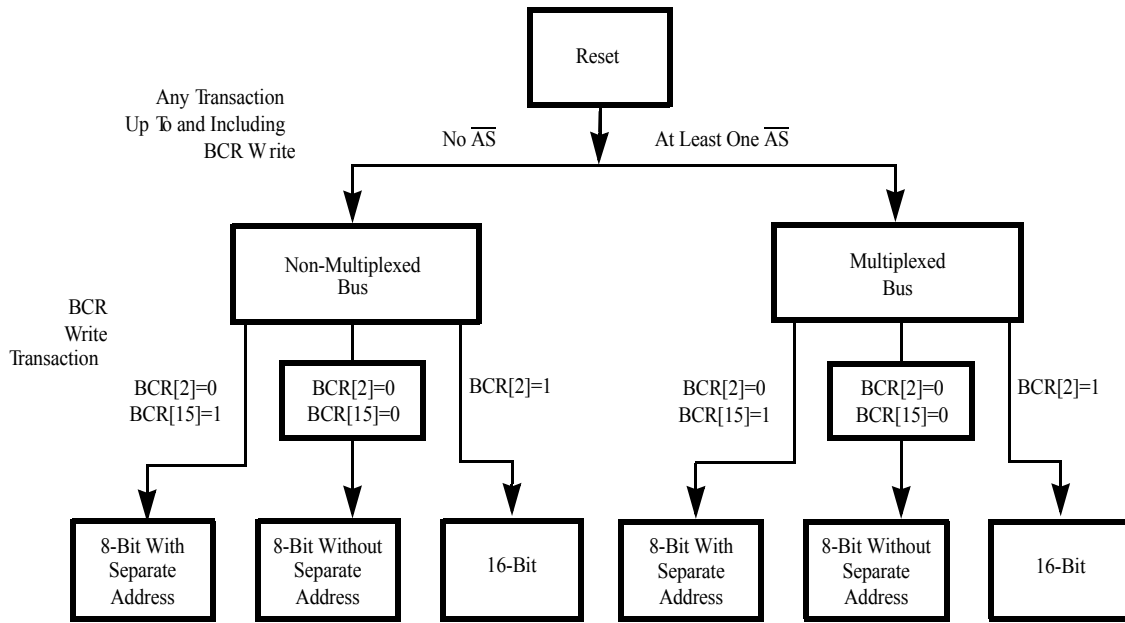 Reset
Any Transaction
Up To and Including
BCR Write
No A̅S̅
At Least One A̅S̅
Non-Multiplexed
Bus
Multiplexed
Bus
BCR
Write
Transaction
BCR[2]=0
BCR[15]=1
BCR[2]=0
BCR[15]=0
BCR[2]=1
BCR[2]=0
BCR[15]=1
BCR[2]=0
BCR[15]=0
BCR[2]=1
8-Bit With
Separate
Address
8-Bit Without
Separate
Address
16-Bit
8-Bit With
Separate
Address
8-Bit Without
Separate
Address
16-Bit